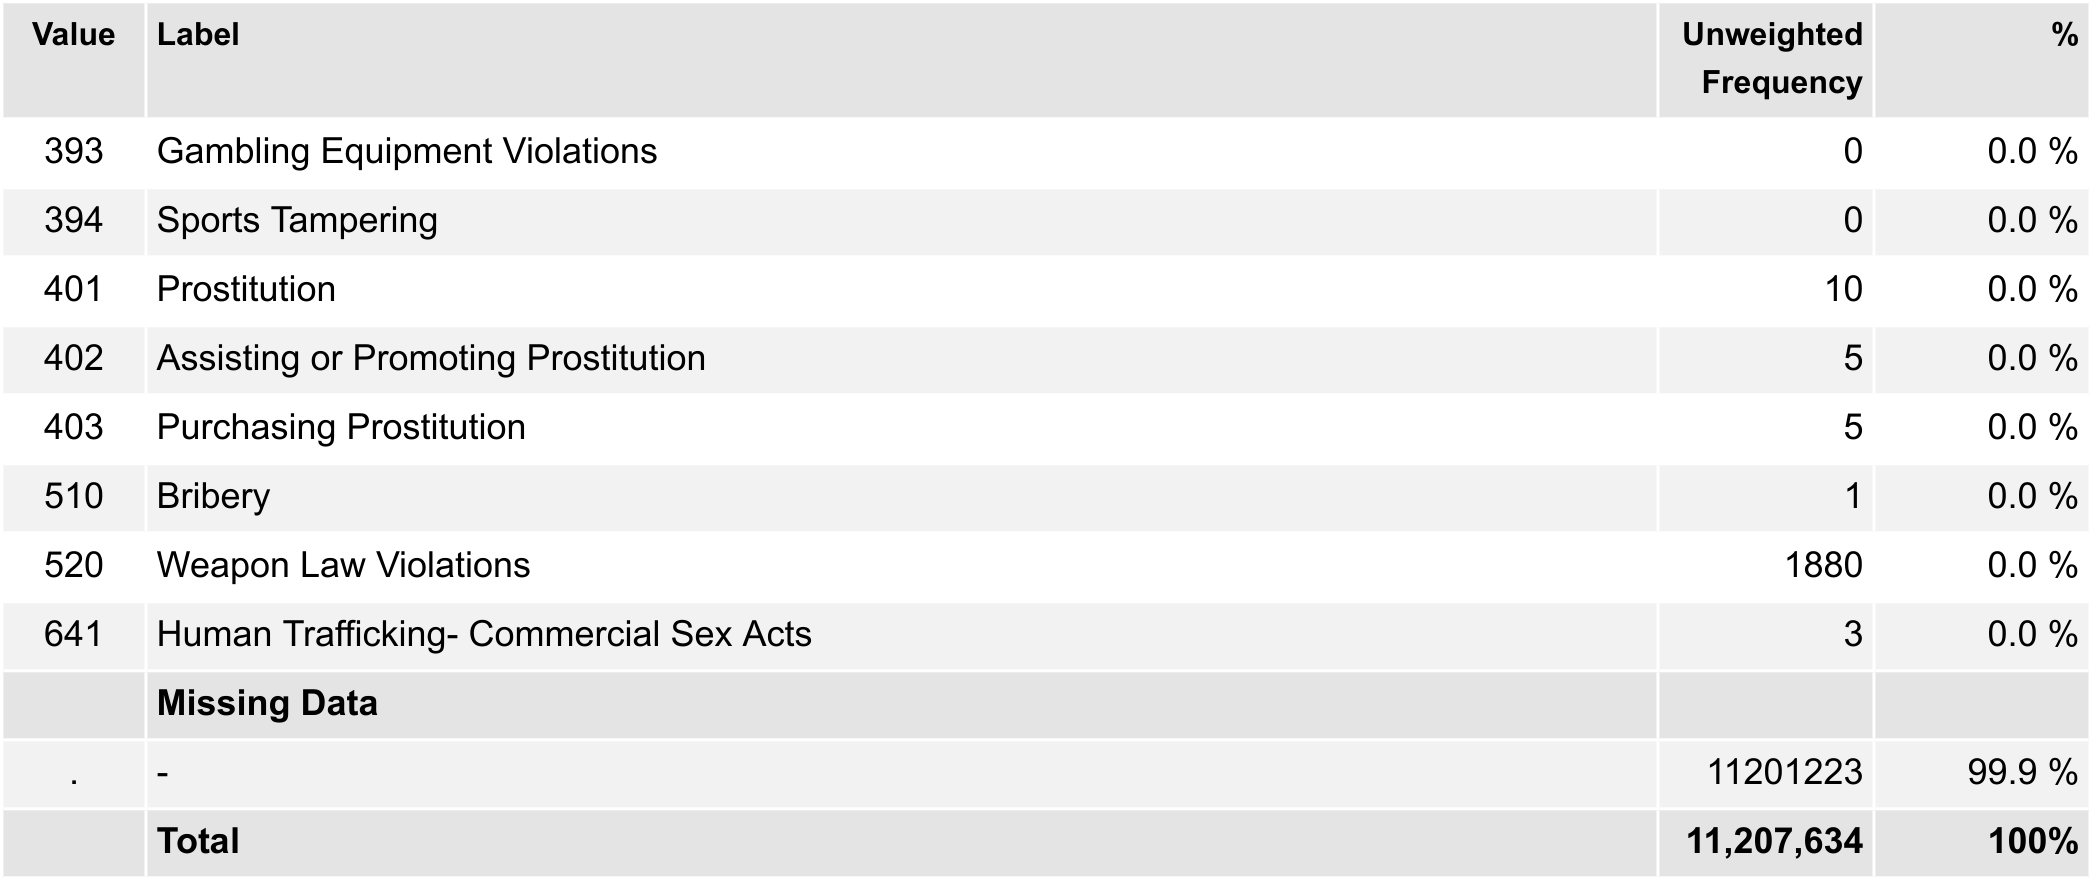 Value Label Unweighted Frequency %
393 Gambling Equipment Violations 0 0.0 %
394 Sports Tampering 0 0.0 %
401 Prostitution 10 0.0 %
402 Assisting or Promoting Prostitution 5 0.0 %
403 Purchasing Prostitution 5 0.0 %
510 Bribery 1 0.0 %
520 Weapon Law Violations 1880 0.0 %
641 Human Trafficking- Commercial Sex Acts 3 0.0 %
Missing Data
. - 11201223 99.9 %
Total 11,207,634 100%